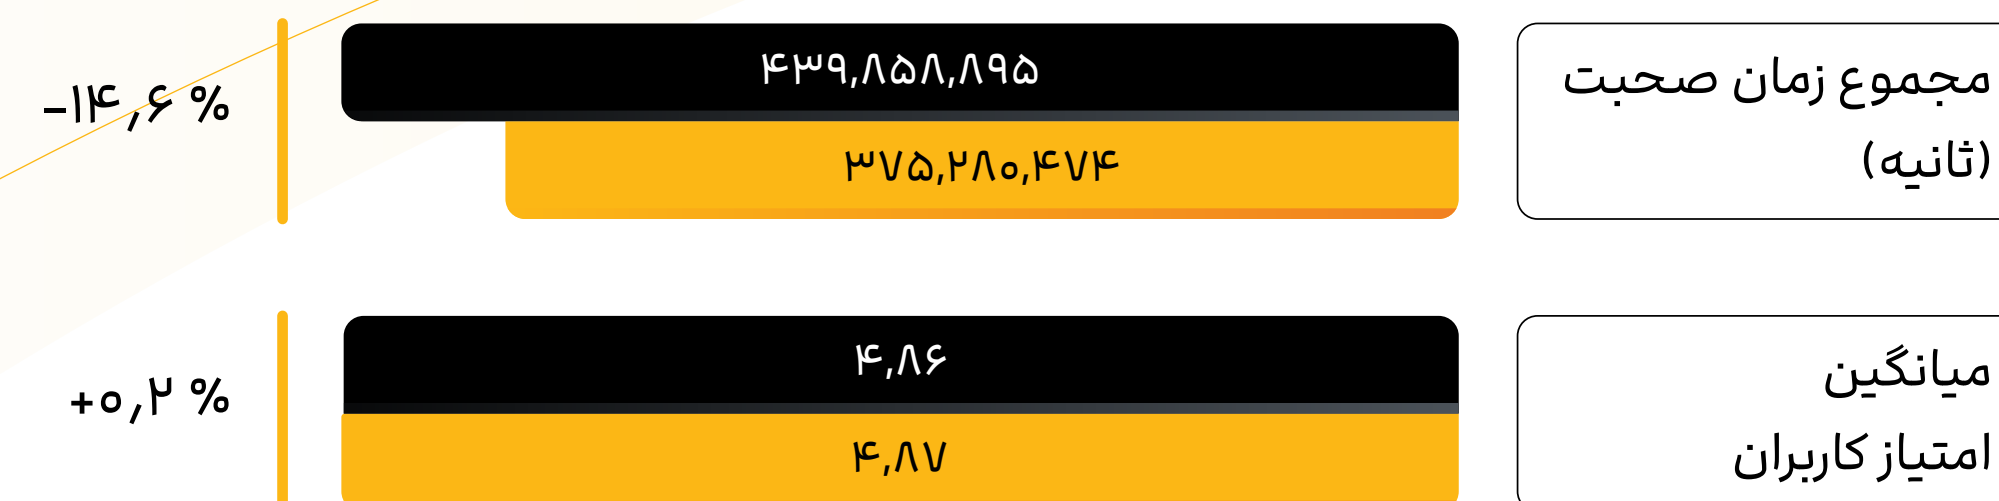 مجموع زمان صحبت
(ثانیه)
۴۳۹,۸۵۸,۸۹۵
۳۷۵,۲۸۰,۴۷۴
-۱۴,۶ %
میانگین
امتیاز کاربران
۴,۸۶
۴,۸۷
+۰,۲ %